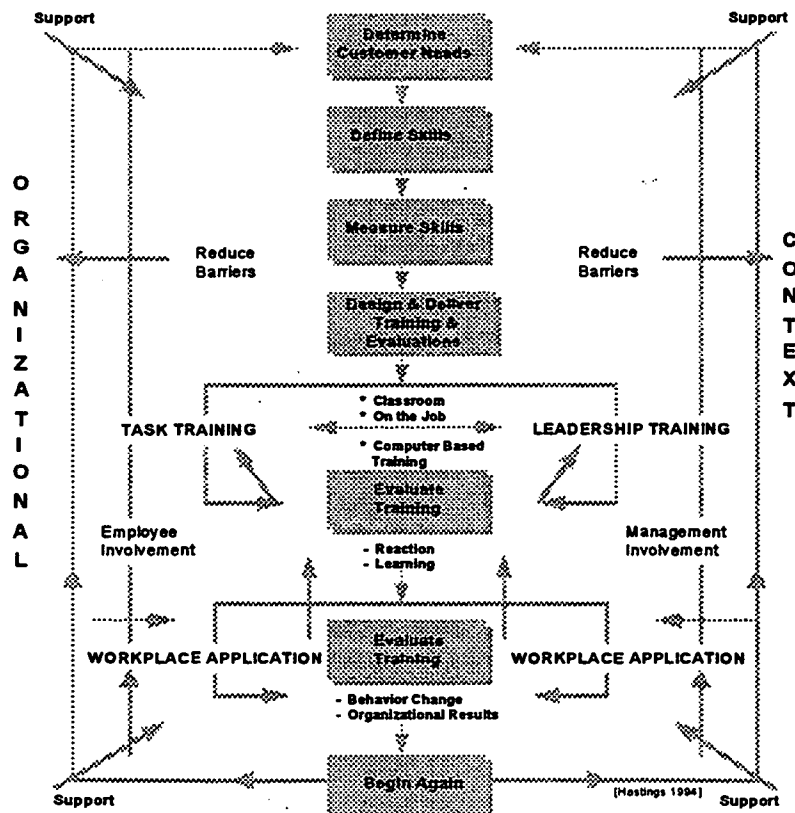 Support
Support
Determine
Customer Needs
Define Skills
Measure Skills
ORGANIZATIONAL
CONTEXT
Reduce
Barriers
Reduce
Barriers
Design & Deliver
Training &
Evaluations
* Classroom
* On the Job
TASK TRAINING
LEADERSHIP TRAINING
* Computer Based
Training
Evaluate
Training
Employee
Involvement
Management
Involvement
- Reaction
- Learning
WORKPLACE APPLICATION
Evaluate
Training
WORKPLACE APPLICATION
- Behavior Change
- Organizational Results
Begin Again
[Hastings 1994]
Support
Support